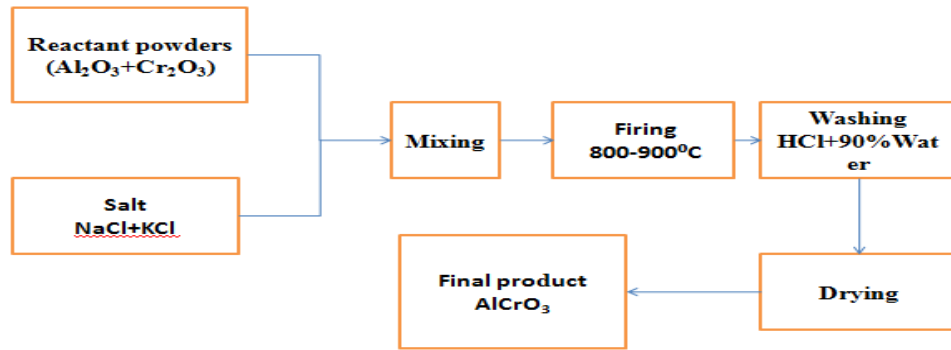 Reactant powders
(Al₂O₃+Cr₂O₃)
Salt
NaCl+KCl
Mixing
Firing
800-900⁰C
Washing
HCl+90%Wat
er
Drying
Final product
AlCrO₃